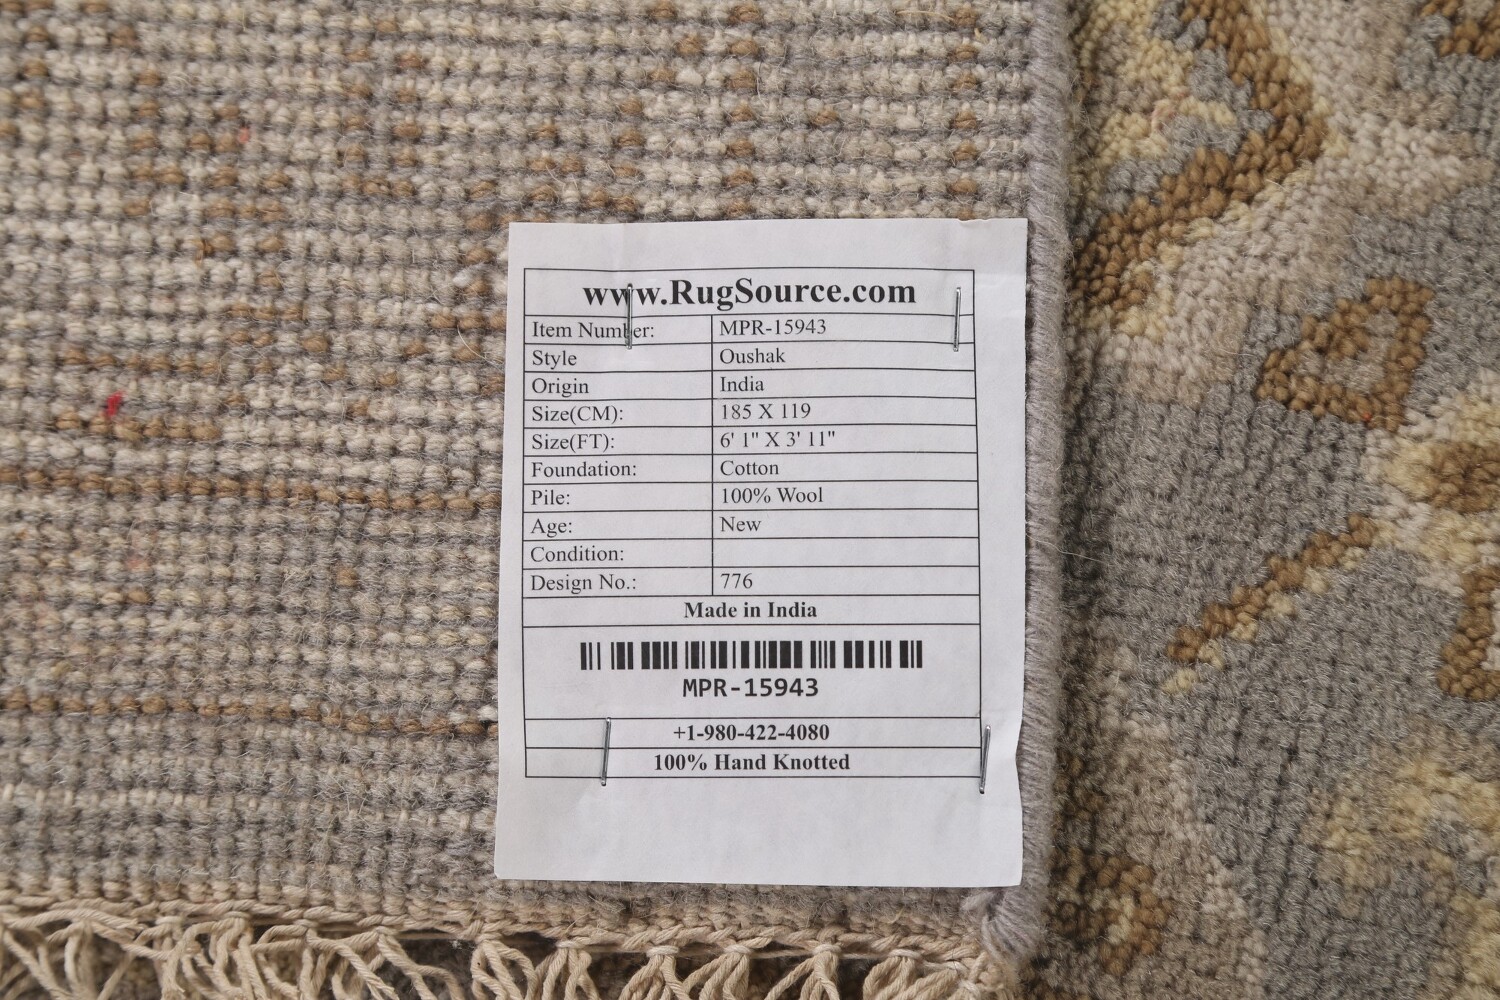 www.RugSource.com
Item Number: MPR-15943
Style Oushak
Origin India
Size(CM): 185 X 119
Size(FT): 6' 1" X 3' 11"
Foundation: Cotton
Pile: 100% Wool
Age: New
Condition:
Design No.: 776
Made in India
MPR-15943
+1-980-422-4080
100% Hand Knotted